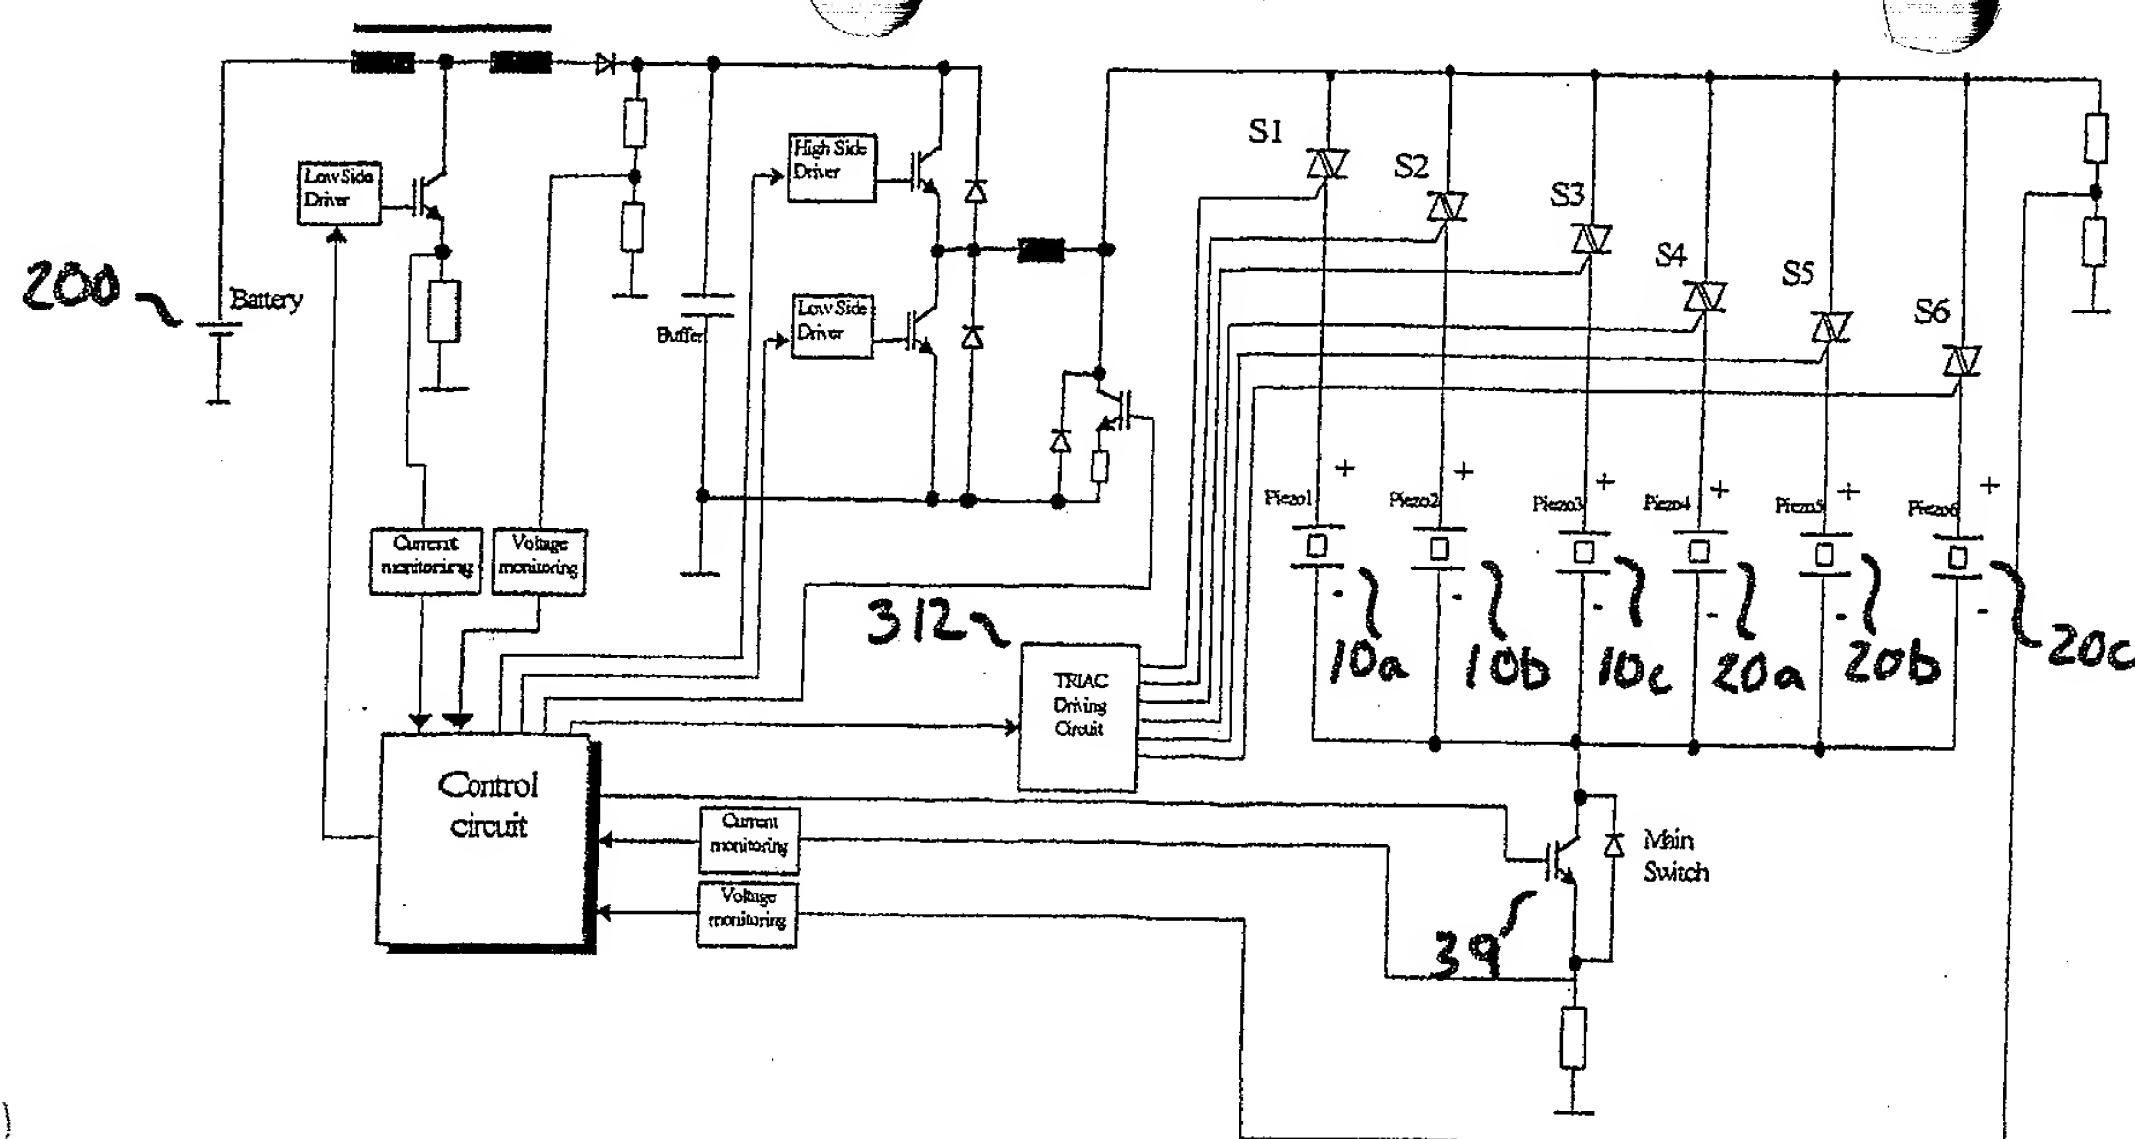 S1
S2
S3
S4
S5
S6
High Side
Driver
Low Side
Driver
200
Battery
Buffer
Low Side
Driver
+
+
+
+
+
+
Piezo1
Piezo2
Piezo3
Piezo4
Piezo5
Piezo6
Current
monitoring
Voltage
monitoring
-
-
-
-
-
-
312
10a
10b
10c
20a
20b
20c
TRIAC
Driving
Circuit
Control
circuit
Current
monitoring
Main
Switch
Voltage
monitoring
39